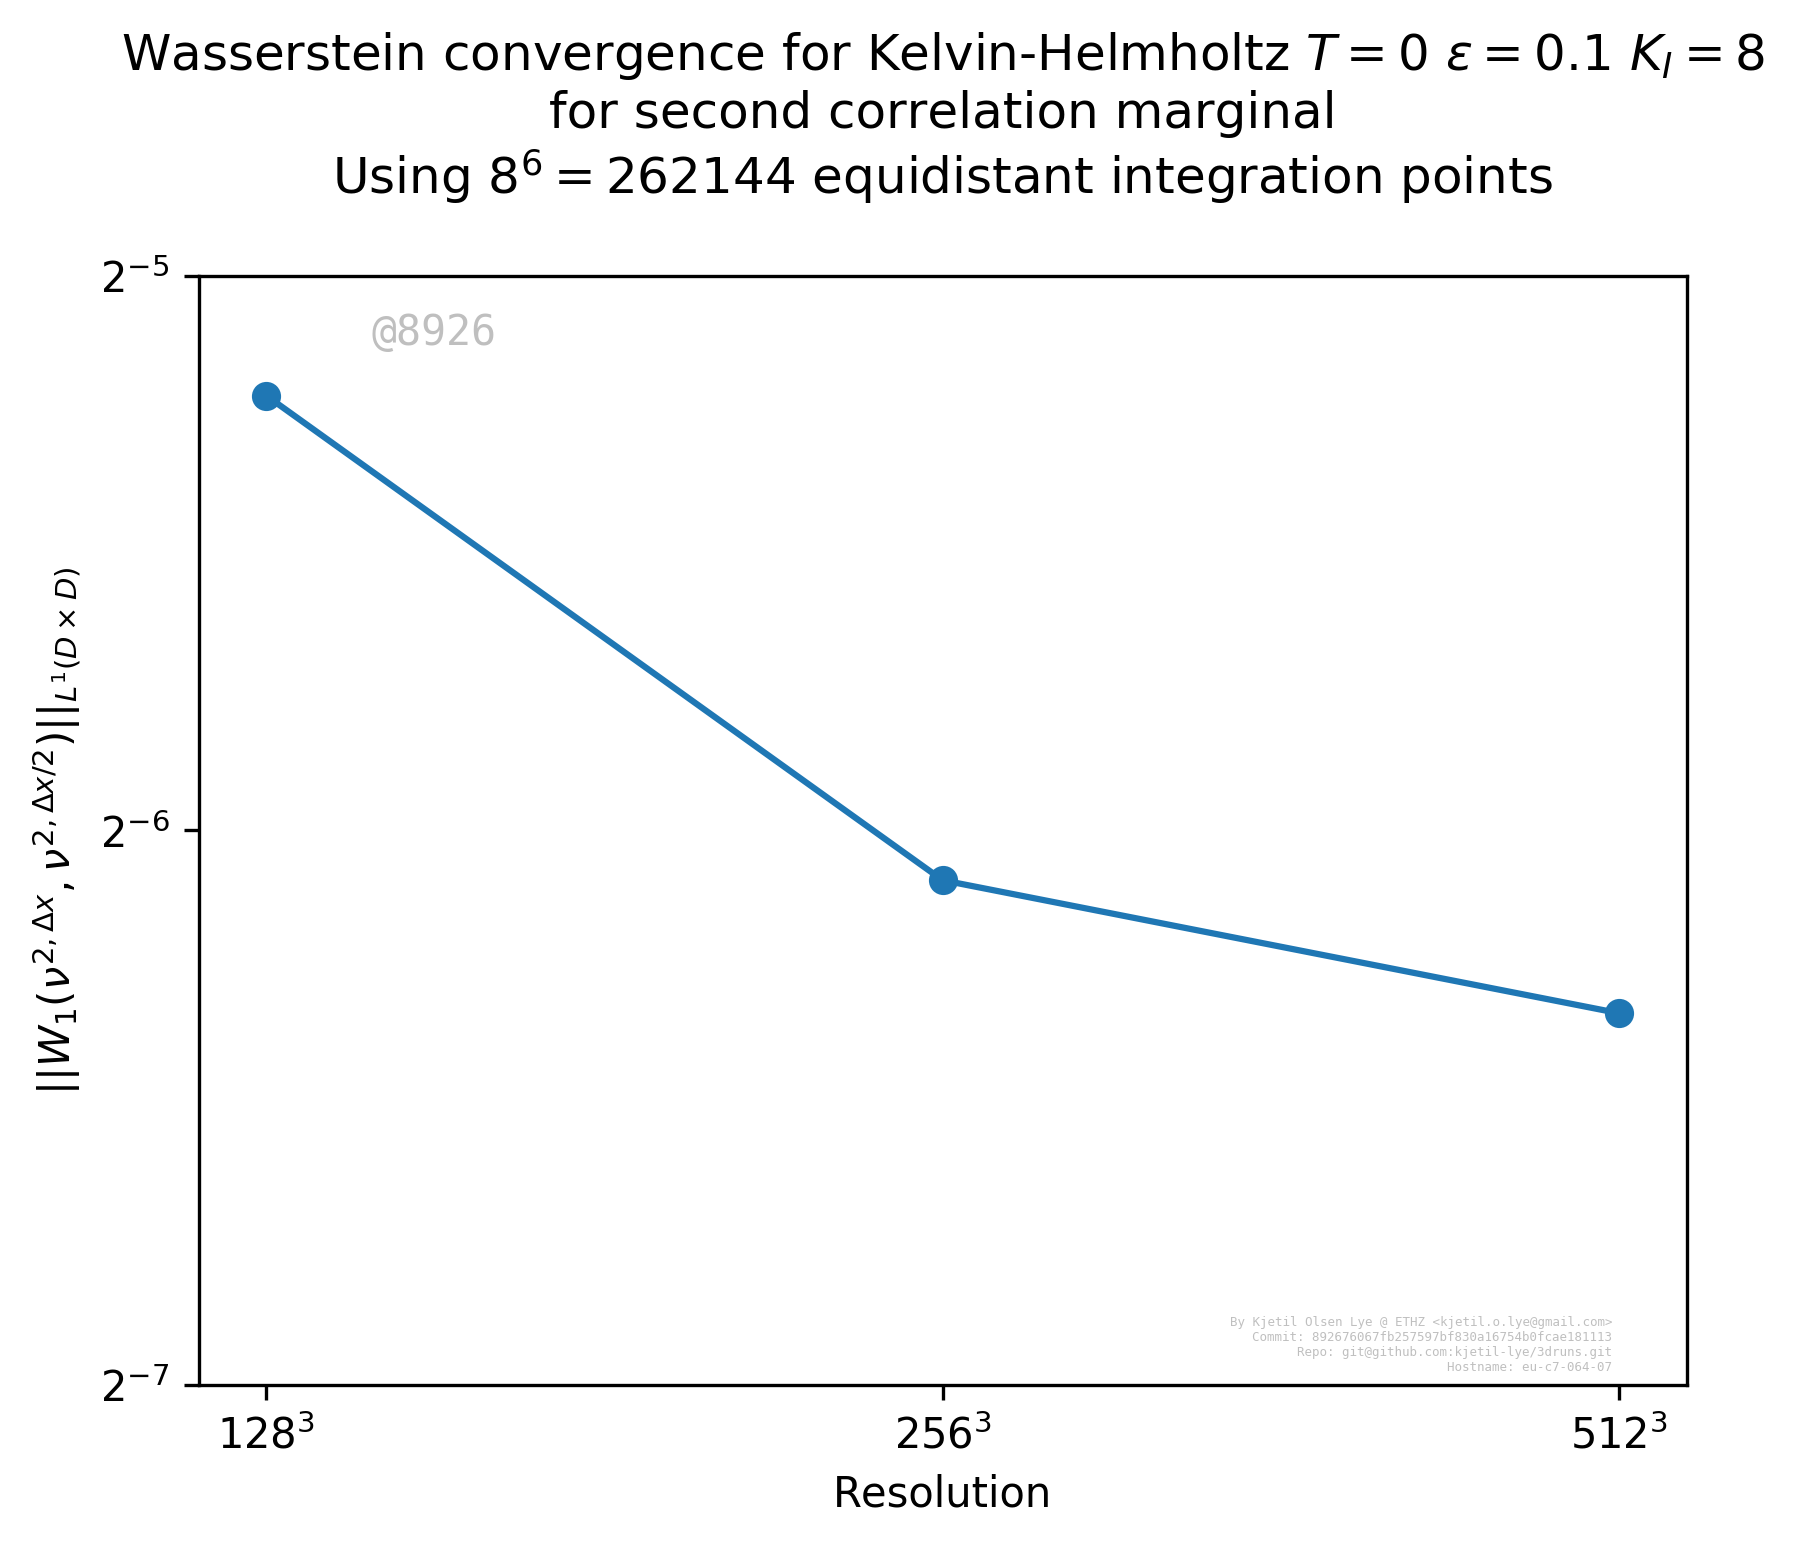 Wasserstein convergence for Kelvin-Helmholtz T = 0 ε = 0.1 K_I = 8
for second correlation marginal
Using 8^6 = 262144 equidistant integration points
2^{-5}
@8926
||W_1(ν^{2,Δx}, ν^{2,Δx/2})||_{L^1(D×D)}
2^{-6}
By Kjetil Olsen Lye @ ETHZ <kjetil.o.lye@gmail.com>
Commit: 892676067fb257597bf830a16754b0fcae181113
Repo: git@github.com:kjetil-lye/3druns.git
Hostname: eu-c7-064-07
2^{-7}
128^3 256^3 512^3
Resolution